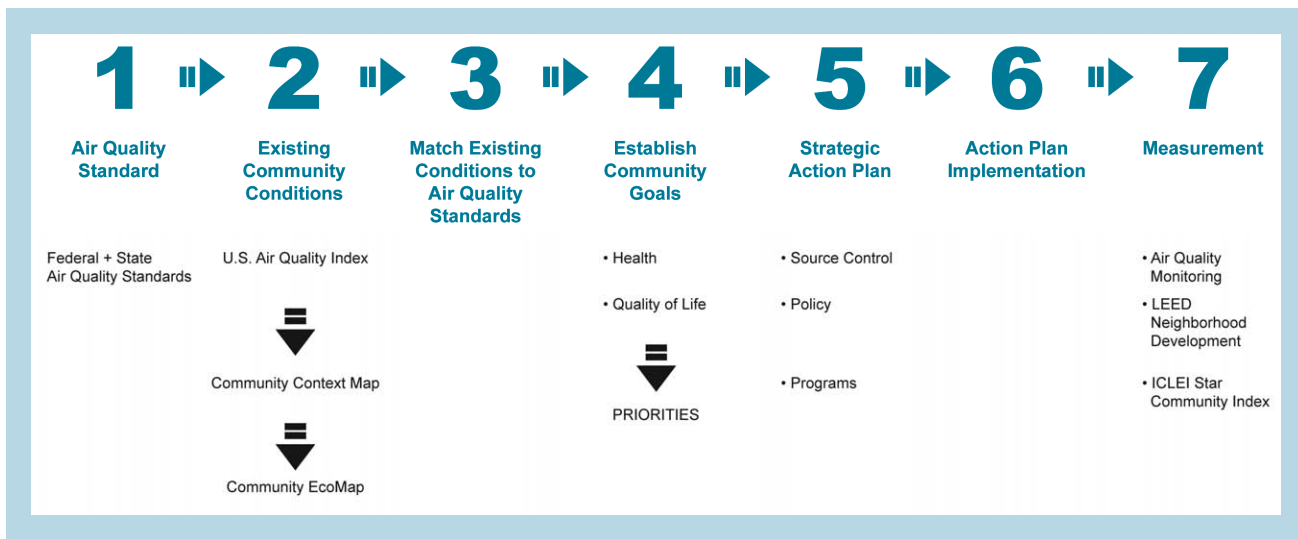 1
2
3
4
5
6
7
Air Quality
Standard
Existing
Community
Conditions
Match Existing
Conditions to
Air Quality
Standards
Establish
Community
Goals
Strategic
Action Plan
Action Plan
Implementation
Measurement
Federal + State
Air Quality Standards
U.S. Air Quality Index
Community Context Map
Community EcoMap
• Health
• Quality of Life
PRIORITIES
• Source Control
• Policy
• Programs
• Air Quality
Monitoring
• LEED
Neighborhood
Development
• ICLEI Star
Community Index